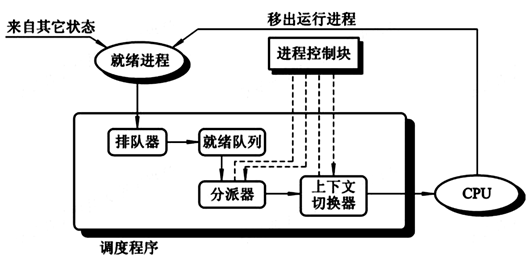 来自其它状态
移出运行进程
就绪进程
进程控制块
排队器
就绪队列
分派器
上下文
切换器
CPU
调度程序